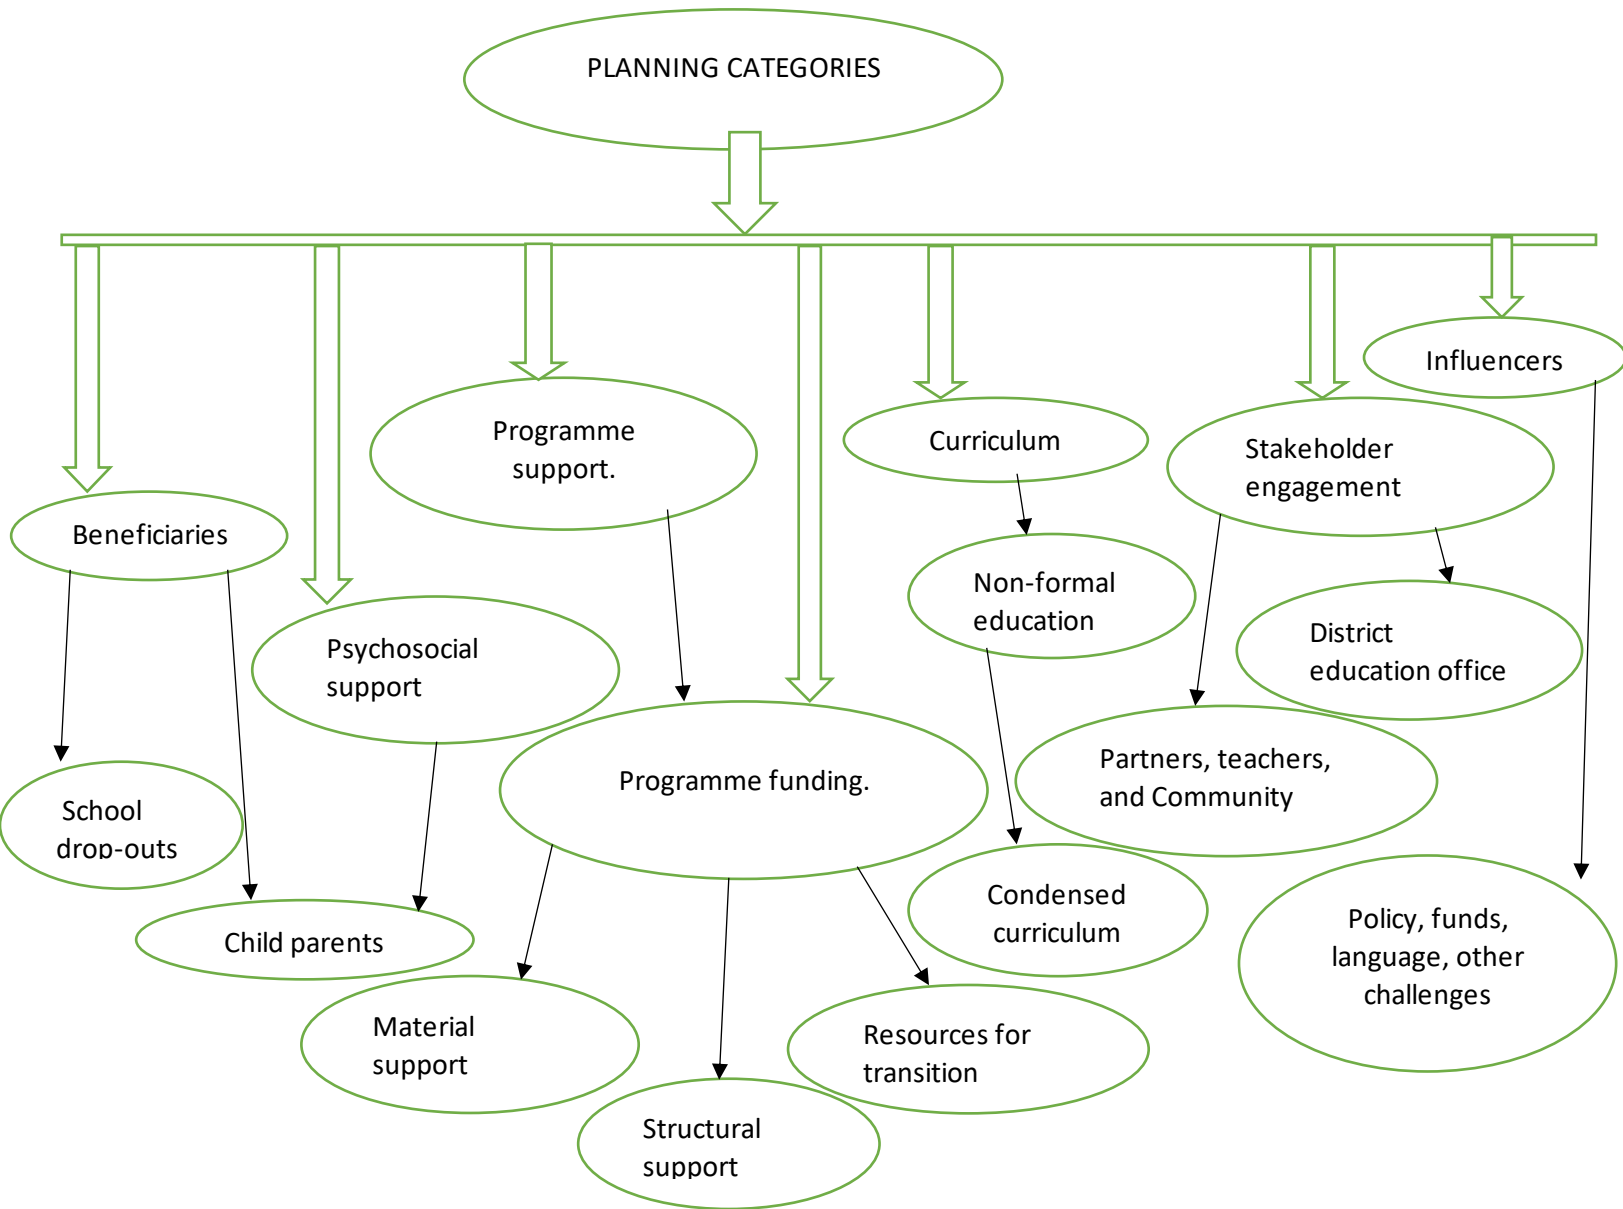 PLANNING CATEGORIES
Influencers
Programme
support.
Curriculum
Stakeholder
engagement
Beneficiaries
Non-formal
education
Psychosocial
support
District
education office
Programme funding.
Partners, teachers,
and Community
School
drop-outs
Child parents
Condensed
curriculum
Policy, funds,
language, other
challenges
Material
support
Resources for
transition
Structural
support